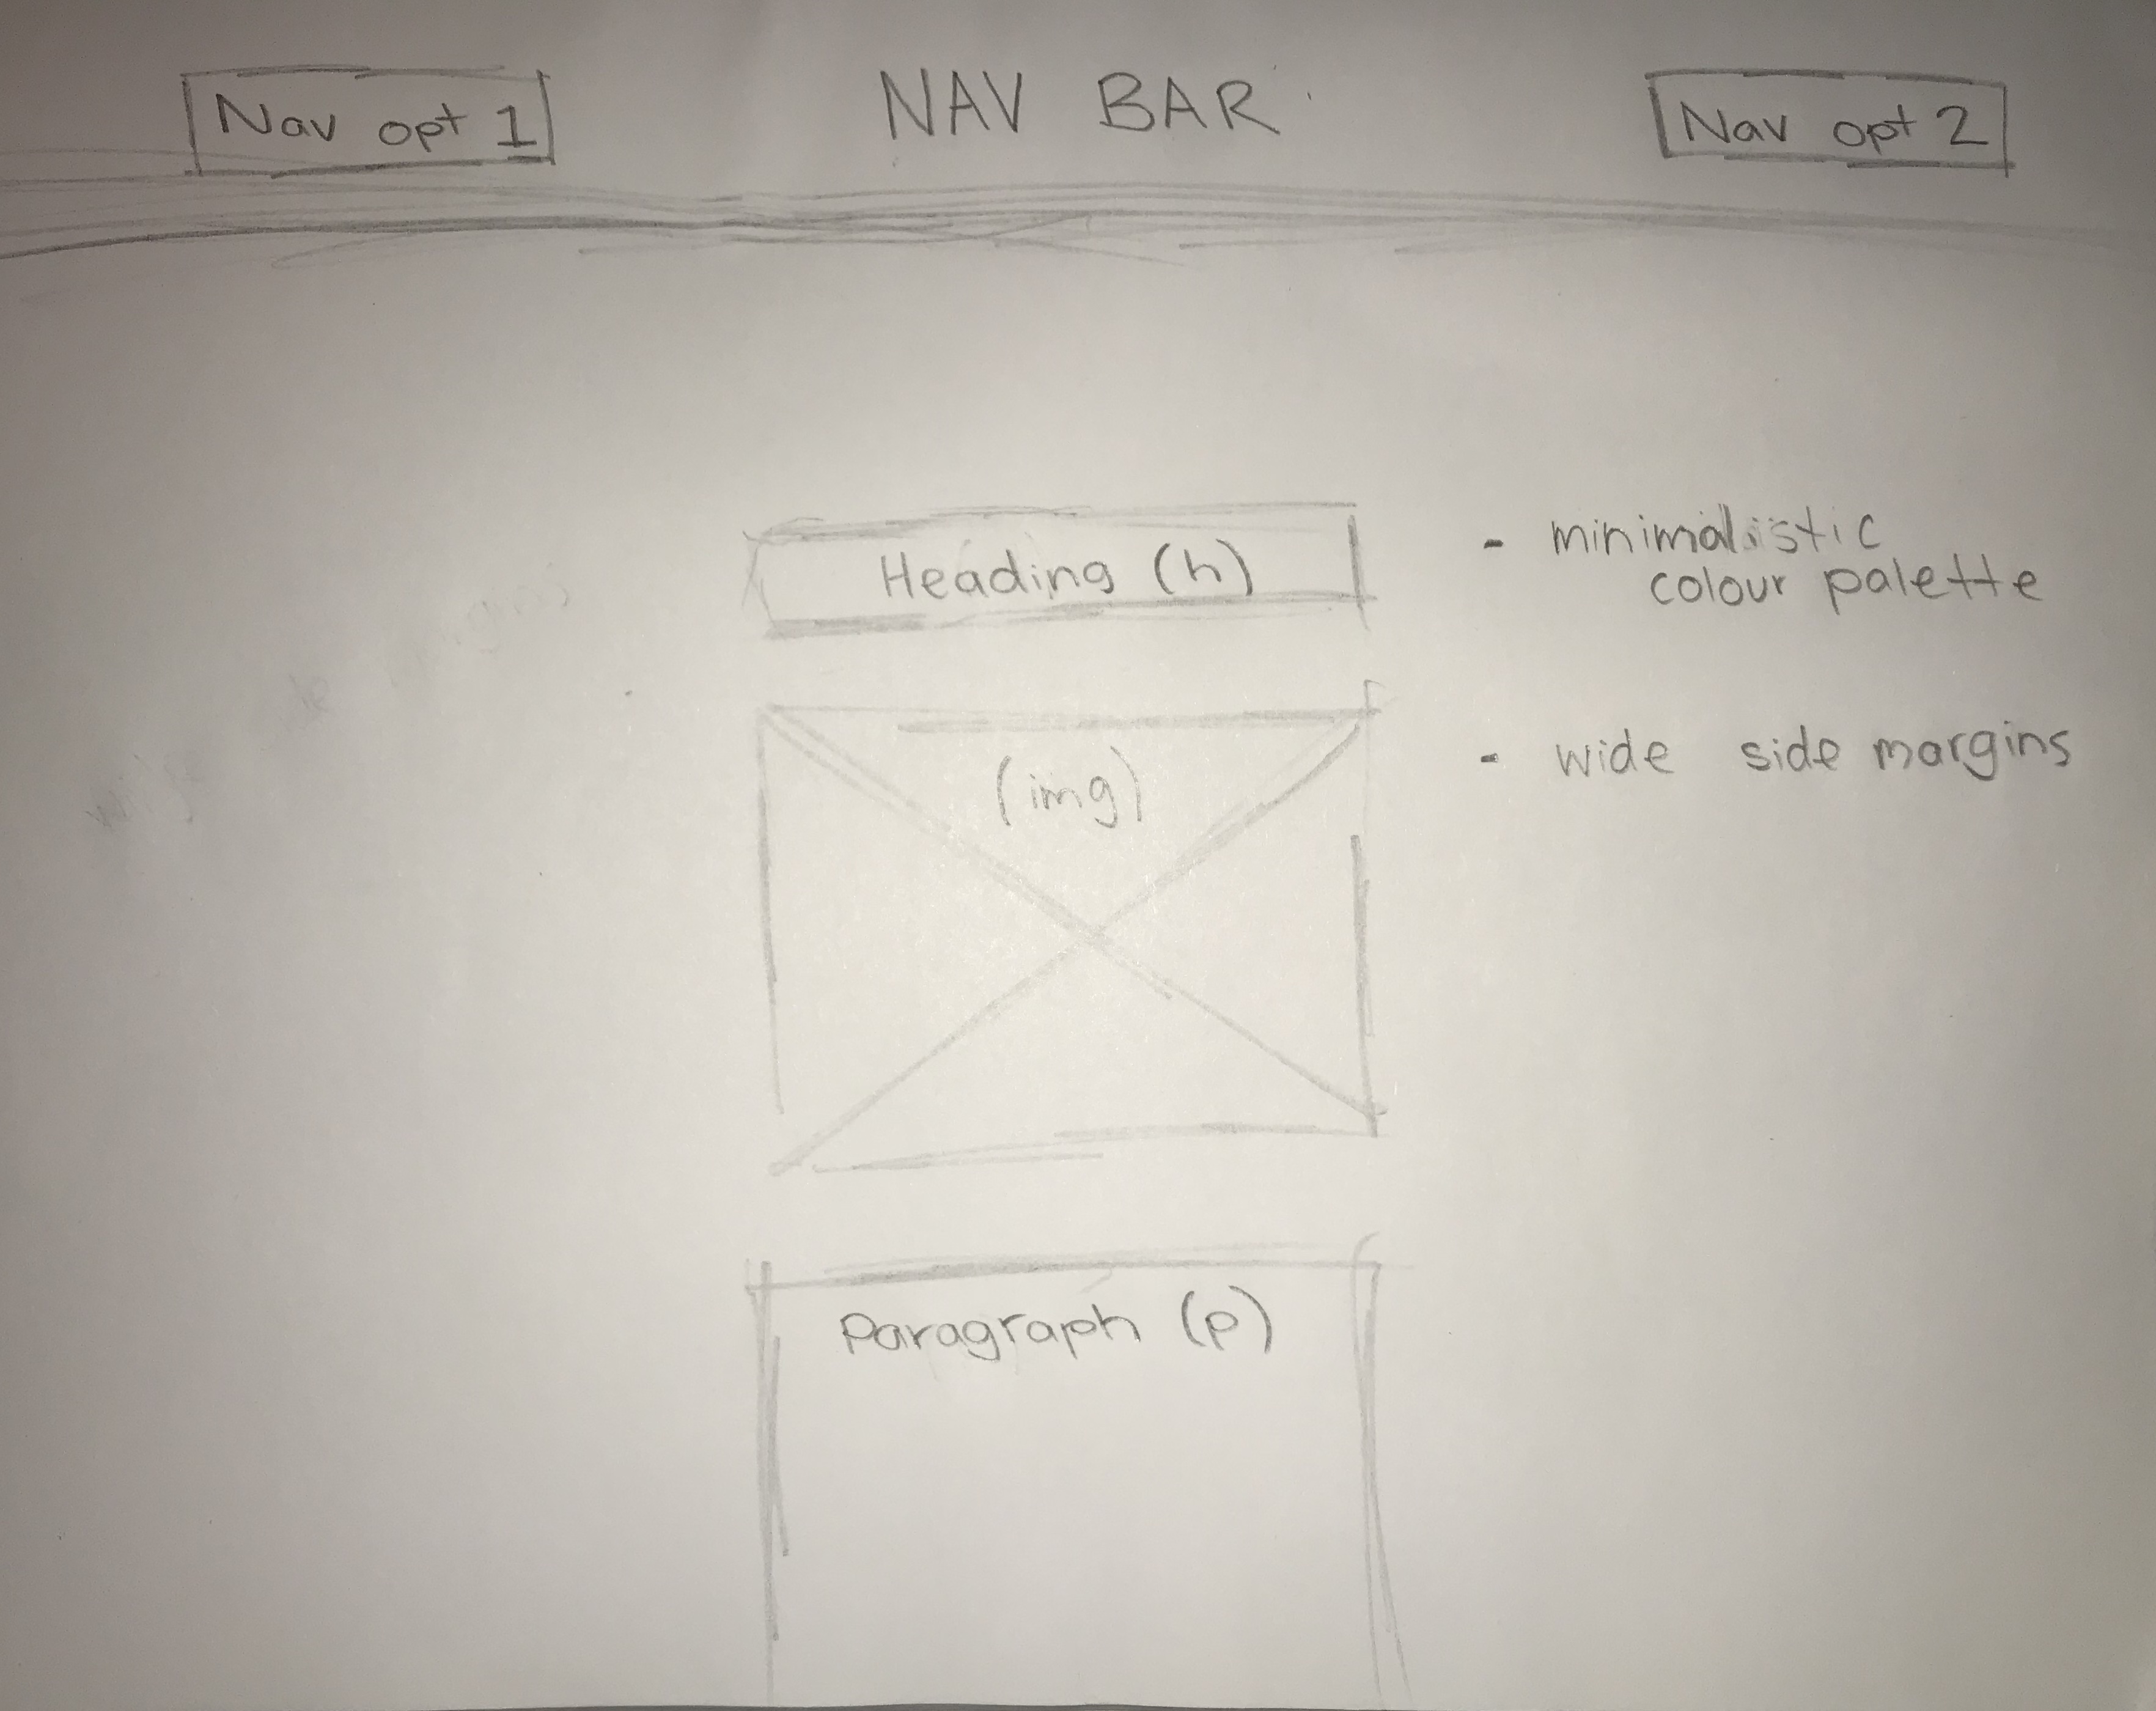 Nav opt 1
NAV BAR
Nav opt 2
Heading (h)
- minimalistic
colour palette
(img)
- wide side margins
Paragraph (p)